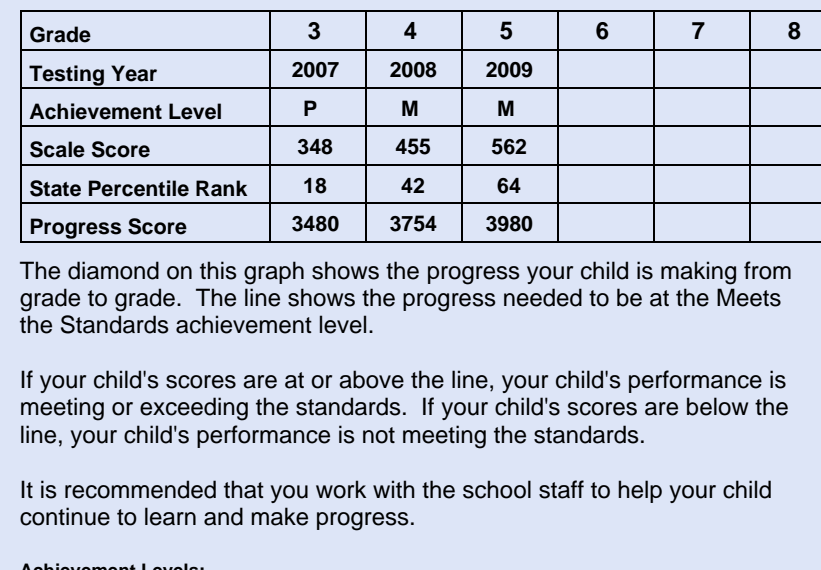 Grade 3 4 5 6 7 8
Testing Year 2007 2008 2009
Achievement Level P M M
Scale Score 348 455 562
State Percentile Rank 18 42 64
Progress Score 3480 3754 3980
The diamond on this graph shows the progress your child is making from
grade to grade. The line shows the progress needed to be at the Meets
the Standards achievement level.
If your child's scores are at or above the line, your child's performance is
meeting or exceeding the standards. If your child's scores are below the
line, your child's performance is not meeting the standards.
It is recommended that you work with the school staff to help your child
continue to learn and make progress.
Achievement Levels: